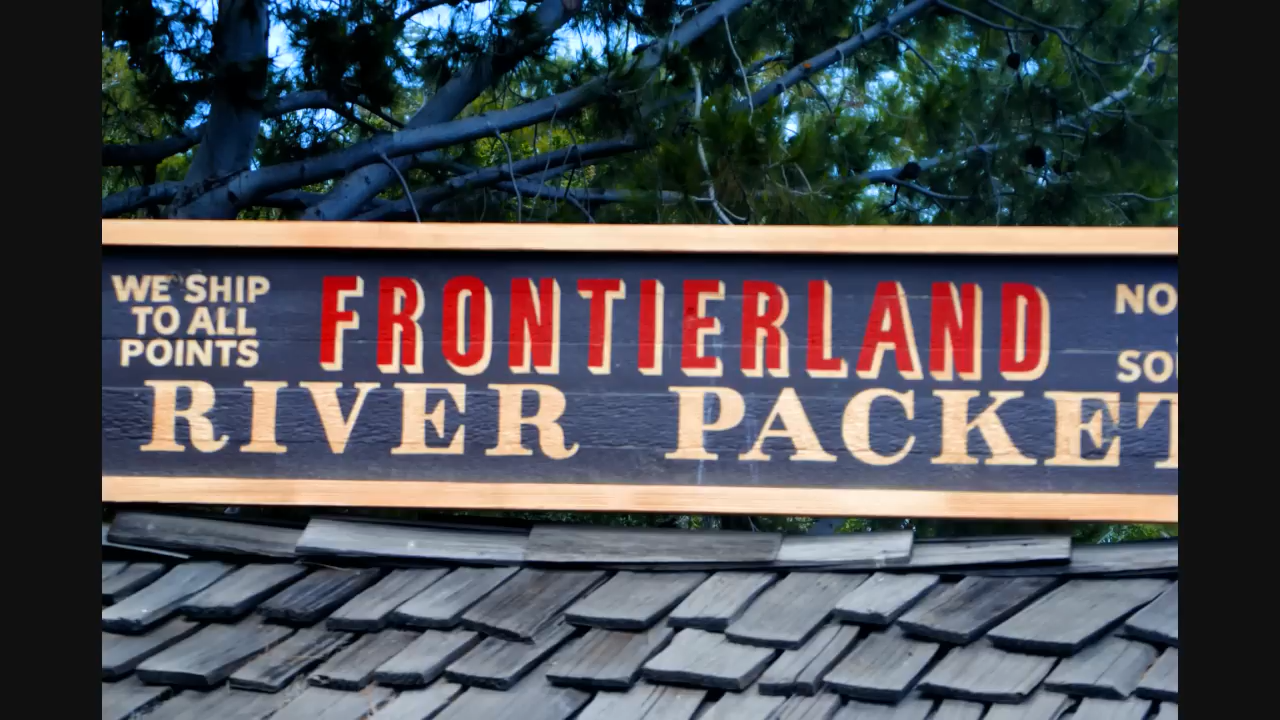 WE SHIP
TO ALL
POINTS
FRONTIERLAND
NO
SO
RIVER PACKET